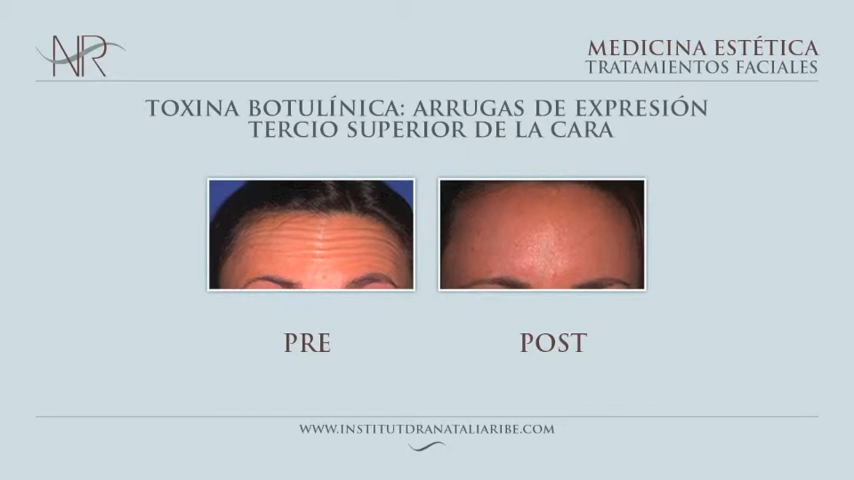 NR
MEDICINA ESTÉTICA
TRATAMIENTOS FACIALES
TOXINA BOTULÍNICA: ARRUGAS DE EXPRESIÓN
TERCIO SUPERIOR DE LA CARA
PRE
POST
WWW.INSTITUTDRANATALIARIBE.COM